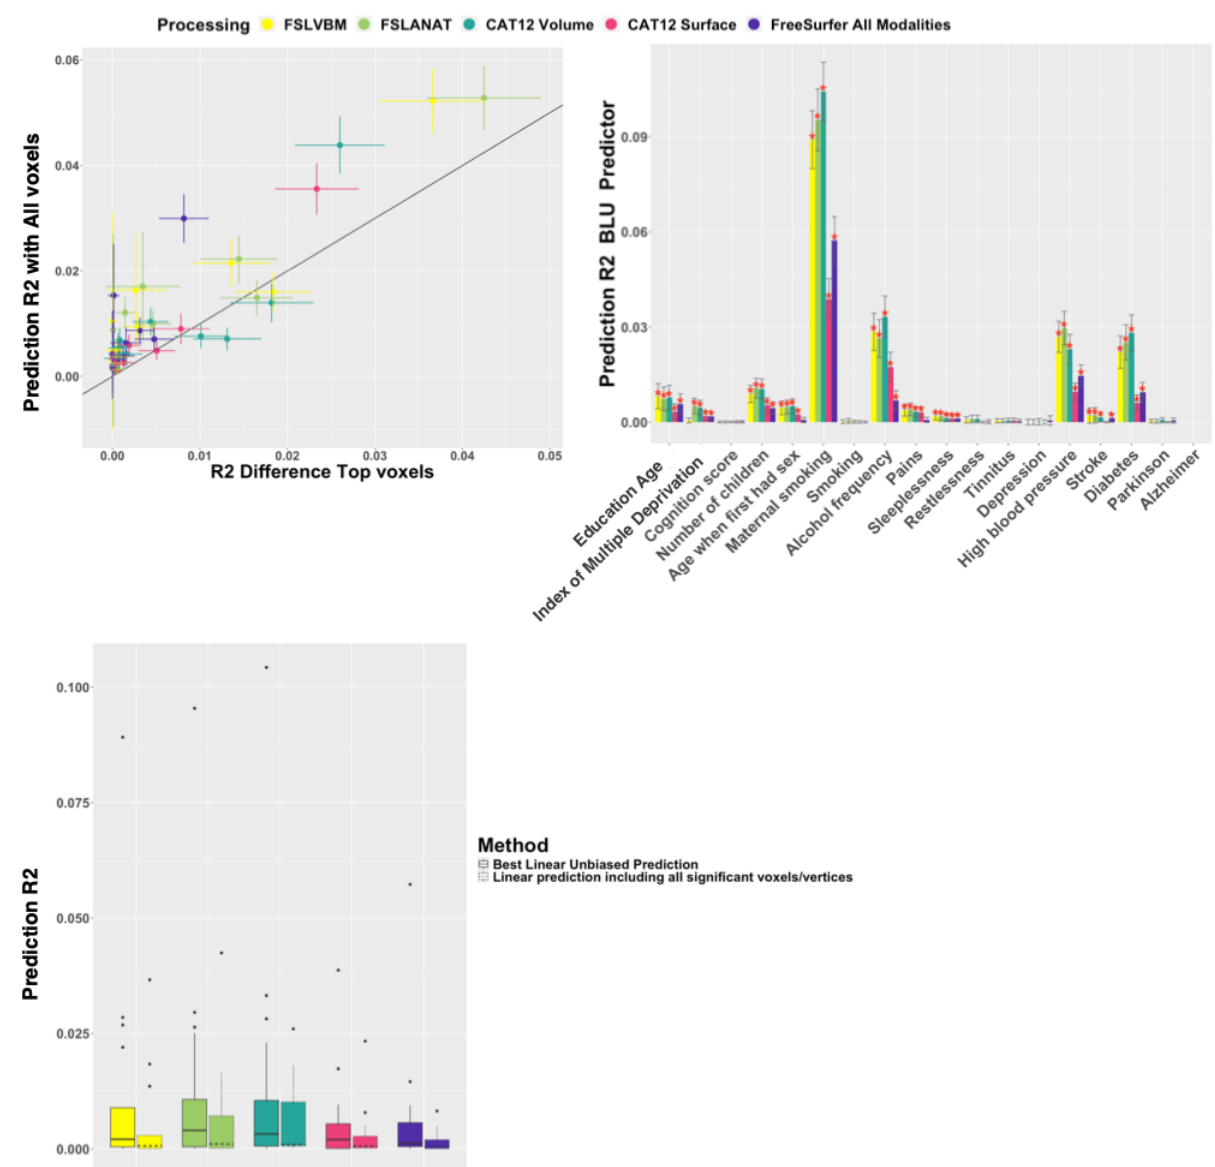 Processing FSLVBM FSLANAT CAT12 Volume CAT12 Surface FreeSurfer All Modalities
Prediction R2 with All voxels
0.06
0.04
0.02
0.00
0.00 0.01 0.02 0.03 0.04 0.05
R2 Difference Top voxels
Prediction R2 BLU Predictor
0.09
0.06
0.03
0.00
Education Age
Index of Multiple Deprivation
Cognition score
Number of children
Age when first had sex
Maternal smoking
Smoking
Alcohol frequency
Pains
Sleeplessness
Restlessness
Tinnitus
Depression
High blood pressure
Stroke
Diabetes
Parkinson
Alzheimer
Prediction R2
0.100
0.075
0.050
0.025
0.000
Method
Best Linear Unbiased Prediction
Linear prediction including all significant voxels/vertices